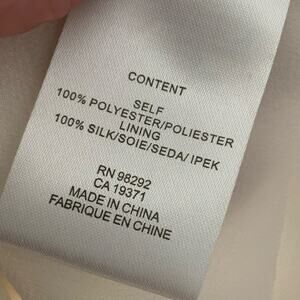 CONTENT
SELF
100% POLYESTER/POLIESTER
LINING
100% SILK/SOIE/SEDA/ IPEK
RN 98292
CA 19371
MADE IN CHINA
FABRIQUE EN CHINE